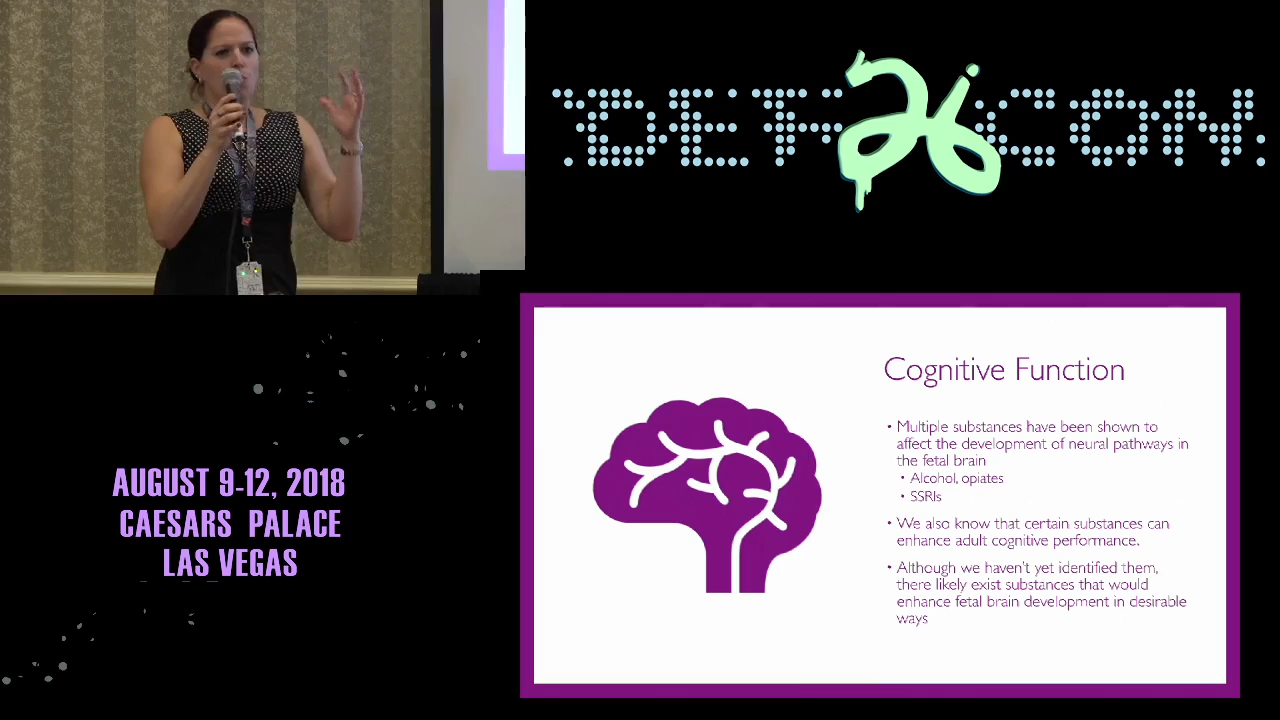 DEF CON
26
AUGUST 9-12, 2018
CAESARS PALACE
LAS VEGAS
Cognitive Function
• Multiple substances have been shown to
affect the development of neural pathways in
the fetal brain
• Alcohol, opiates
• SSRIs
• We also know that certain substances can
enhance adult cognitive performance.
• Although we haven't yet identified them,
there likely exist substances that would
enhance fetal brain development in desirable
ways